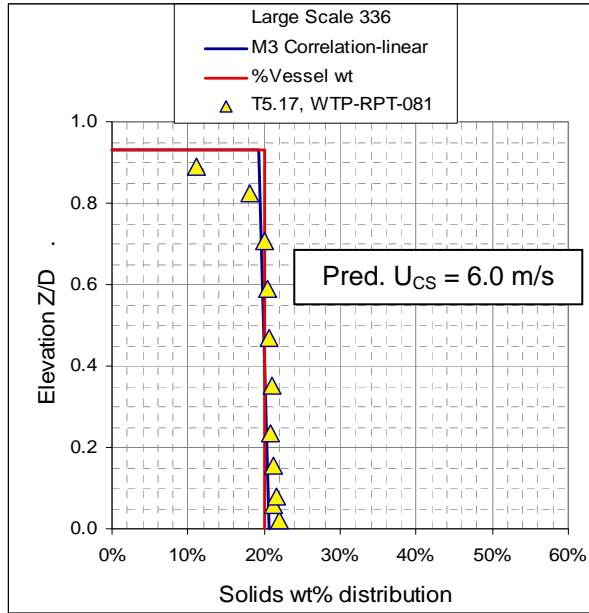 Large Scale 336
M3 Correlation-linear
%Vessel wt
T5.17, WTP-RPT-081
1.0
0.8
0.6
0.4
0.2
0.0
Elevation Z/D .
Pred. U_CS = 6.0 m/s
0% 10% 20% 30% 40% 50% 60%
Solids wt% distribution